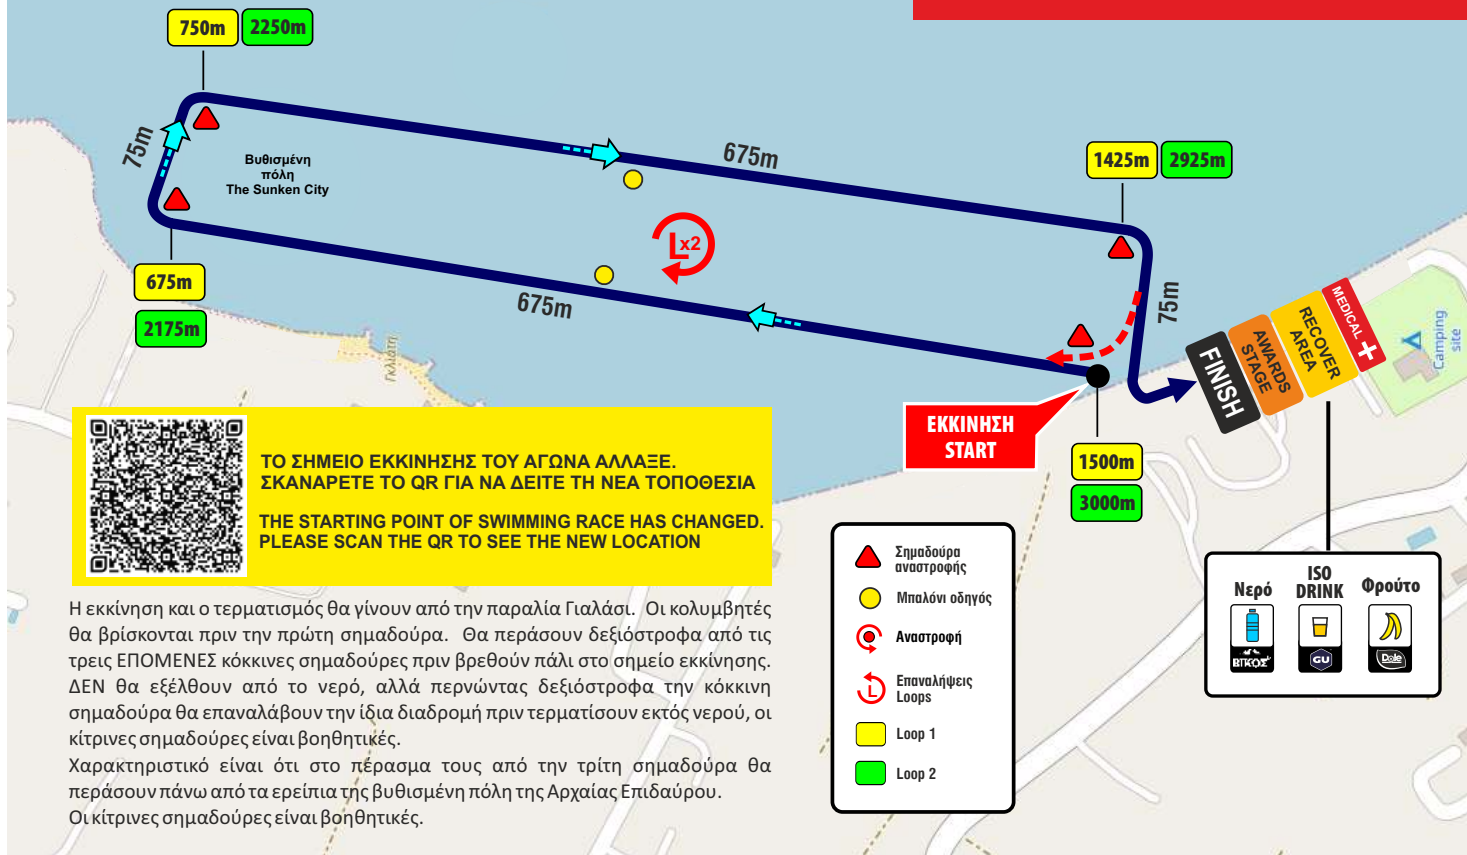 750m 2250m
75m
Βυθισμένη
πόλη
The Sunken City
675m
1425m 2925m
Lx2
675m
2175m
675m
75m
Γκλιάτη
FINISH
AWARDS
STAGE
RECOVER
AREA
MEDICAL
Camping
site
ΕΚΚΙΝΗΣΗ
START
1500m
3000m
ΤΟ ΣΗΜΕΙΟ ΕΚΚΙΝΗΣΗΣ ΤΟΥ ΑΓΩΝΑ ΑΛΛΑΞΕ.
ΣΚΑΝΑΡΕΤΕ ΤΟ QR ΓΙΑ ΝΑ ΔΕΙΤΕ ΤΗ ΝΕΑ ΤΟΠΟΘΕΣΙΑ
THE STARTING POINT OF SWIMMING RACE HAS CHANGED.
PLEASE SCAN THE QR TO SEE THE NEW LOCATION
Η εκκίνηση και ο τερματισμός θα γίνουν από την παραλία Γιαλάσι. Οι κολυμβητές
θα βρίσκονται πριν την πρώτη σημαδούρα. Θα περάσουν δεξιόστροφα από τις
τρεις ΕΠΟΜΕΝΕΣ κόκκινες σημαδούρες πριν βρεθούν πάλι στο σημείο εκκίνησης.
ΔΕΝ θα εξέλθουν από το νερό, αλλά περνώντας δεξιόστροφα την κόκκινη
σημαδούρα θα επαναλάβουν την ίδια διαδρομή πριν τερματίσουν εκτός νερού, οι
κίτρινες σημαδούρες είναι βοηθητικές.
Χαρακτηριστικό είναι ότι στο πέρασμα τους από την τρίτη σημαδούρα θα
περάσουν πάνω από τα ερείπια της βυθισμένη πόλη της Αρχαίας Επιδαύρου.
Οι κίτρινες σημαδούρες είναι βοηθητικές.
Σημαδούρα
αναστροφής
Μπαλόνι οδηγός
Αναστροφή
L
Επαναλήψεις
Loops
Loop 1
Loop 2
Νερό
ΒΙΚΟΣ
ISO
DRINK
GU
Φρούτο
Dole